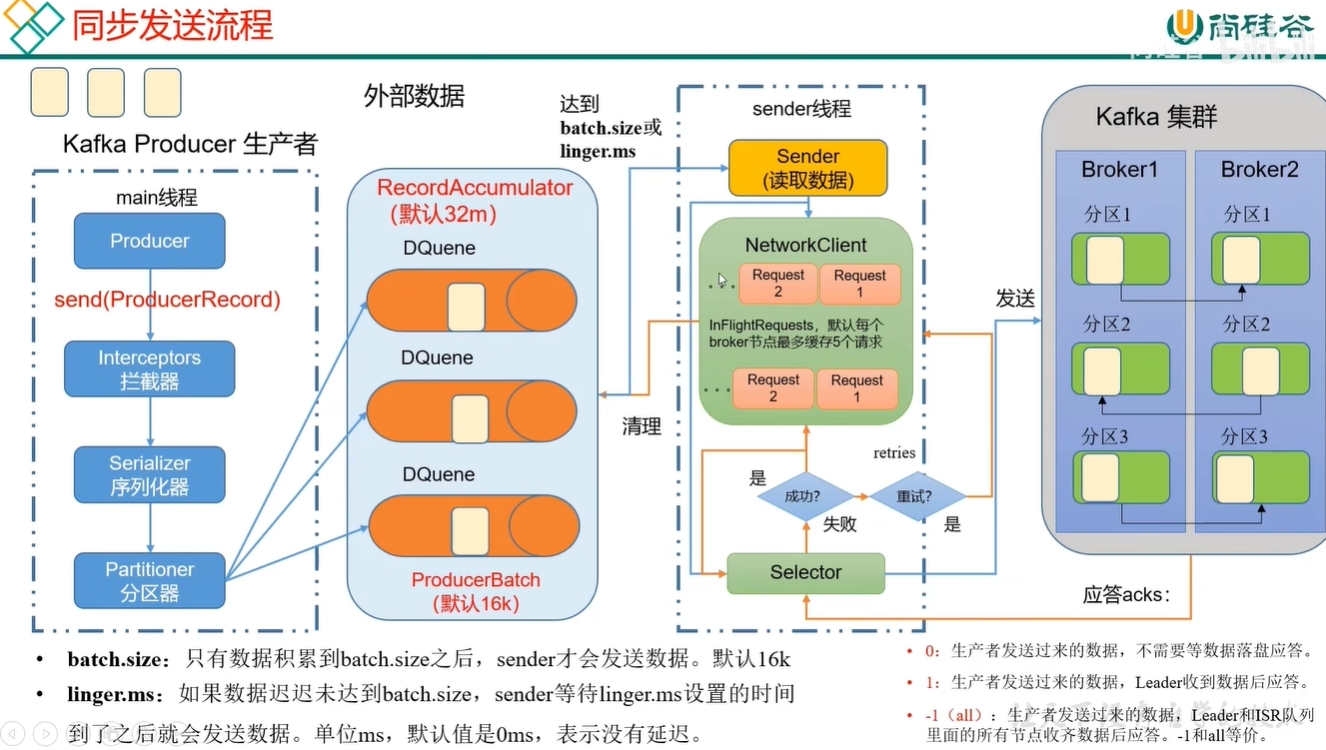 同步发送流程
尚硅谷
外部数据
Kafka Producer 生产者
main线程
Producer
send(ProducerRecord)
Interceptors
拦截器
Serializer
序列化器
Partitioner
分区器
RecordAccumulator
(默认32m)
DQuene
DQuene
DQuene
ProducerBatch
(默认16k)
达到
batch.size或
linger.ms
清理
sender线程
Sender
(读取数据)
NetworkClient
... Request 2 Request 1
InFlightRequests，默认每个
broker节点最多缓存5个请求
... Request 2 Request 1
retries
是
成功?
重试?
失败
是
Selector
发送
应答acks：
Kafka 集群
Broker1
Broker2
分区1
分区1
分区2
分区2
分区3
分区3
• batch.size：只有数据积累到batch.size之后，sender才会发送数据。默认16k
• linger.ms：如果数据迟迟未达到batch.size，sender等待linger.ms设置的时间
到了之后就会发送数据。单位ms，默认值是0ms，表示没有延迟。
• 0：生产者发送过来的数据，不需要等数据落盘应答。
• 1：生产者发送过来的数据，Leader收到数据后应答。
• -1（all）：生产者发送过来的数据，Leader和ISR队列
里面的所有节点收齐数据后应答。-1和all等价。